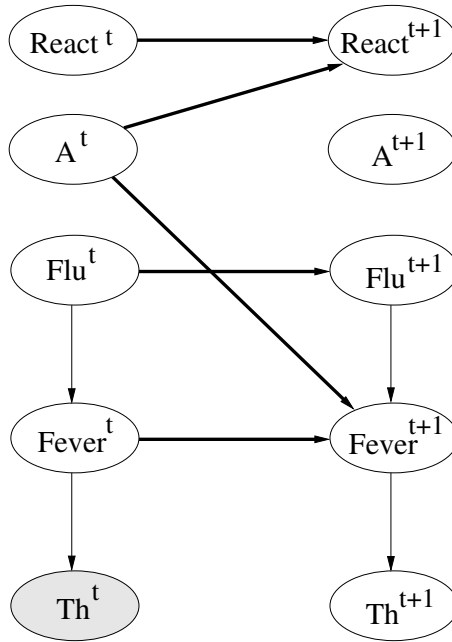 React t
React t+1
A t
A t+1
Flu t
Flu t+1
Fever t
Fever t+1
Th t
Th t+1